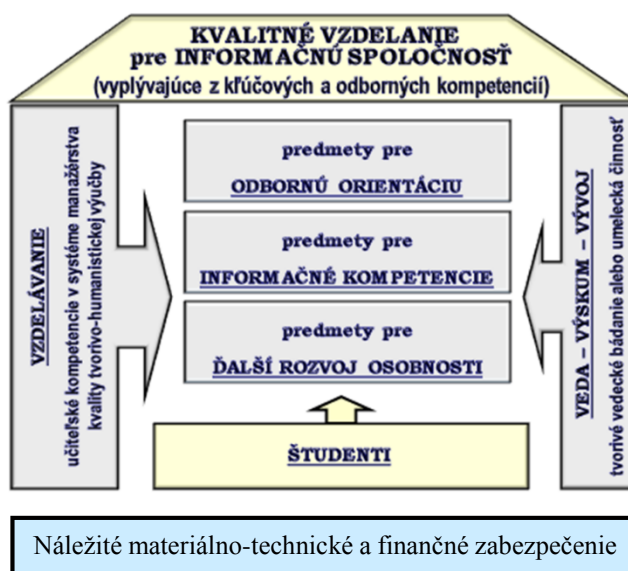 KVALITNÉ VZDELANIE
pre INFORMAČNÚ SPOLOČNOSŤ
(vyplývajúce z kľúčových a odborných kompetencií)
VZDELÁVANIE
učiteľské kompetencie v systéme manažérstva
kvality tvorivo-humanistickej výučby
predmety pre
ODBORNÚ ORIENTÁCIU
predmety pre
INFORMAČNÉ KOMPETENCIE
predmety pre
ĎALŠÍ ROZVOJ OSOBNOSTI
ŠTUDENTI
VEDA – VÝSKUM – VÝVOJ
tvorivé vedecké bádanie alebo umelecká činnosť
Náležité materiálno-technické a finančné zabezpečenie